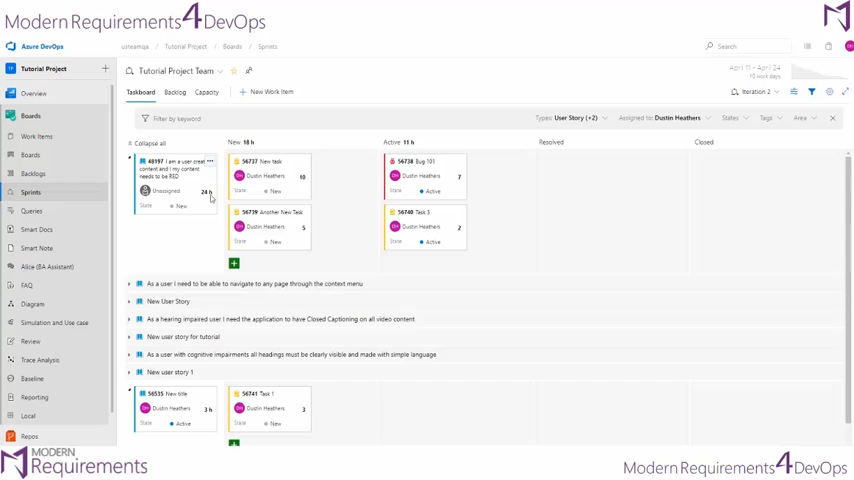 Modern Requirements4DevOps
Azure DevOps
Tutorial Project
Boards
Sprints
Search
DH
TP
Tutorial Project
Tutorial Project Team
April 11 - April 24
10 work days
Overview
Taskboard
Backlog
Capacity
New Work Item
Iteration 2
Boards
Filter by keyword
Types: User Story (+2)
Assigned to: Dustin Heathers
States
Tags
Area
Work Items
Collapse all
New 18 h
Active 11 h
Resolved
Closed
Boards
Backlogs
Sprints
Queries
Smart Docs
Smart Note
Alice (BA Assistant)
FAQ
Diagram
Simulation and Use case
Review
Trace Analysis
Baseline
Reporting
Local
Repos
48197 I am a user creat
content and I my content
needs to be RED
Unassigned
24 h
State
New
56737 New task
DH
Dustin Heathers
10
State
New
56738 Bug 101
DH
Dustin Heathers
7
State
Active
56739 Another New Task
DH
Dustin Heathers
5
State
New
56740 Task 3
DH
Dustin Heathers
2
State
Active
As a user I need to be able to navigate to any page through the context menu
New User Story
As a hearing impaired user I need the application to have Closed Captioning on all video content
New user story for tutorial
As a user with cognitive impairments all headings must be clearly visible and made with simple language
New user story 1
56535 New title
DH
Dustin Heathers
3 h
State
Active
56741 Task 1
DH
Dustin Heathers
3
State
New
MODERN
Requirements
Modern Requirements4DevOps